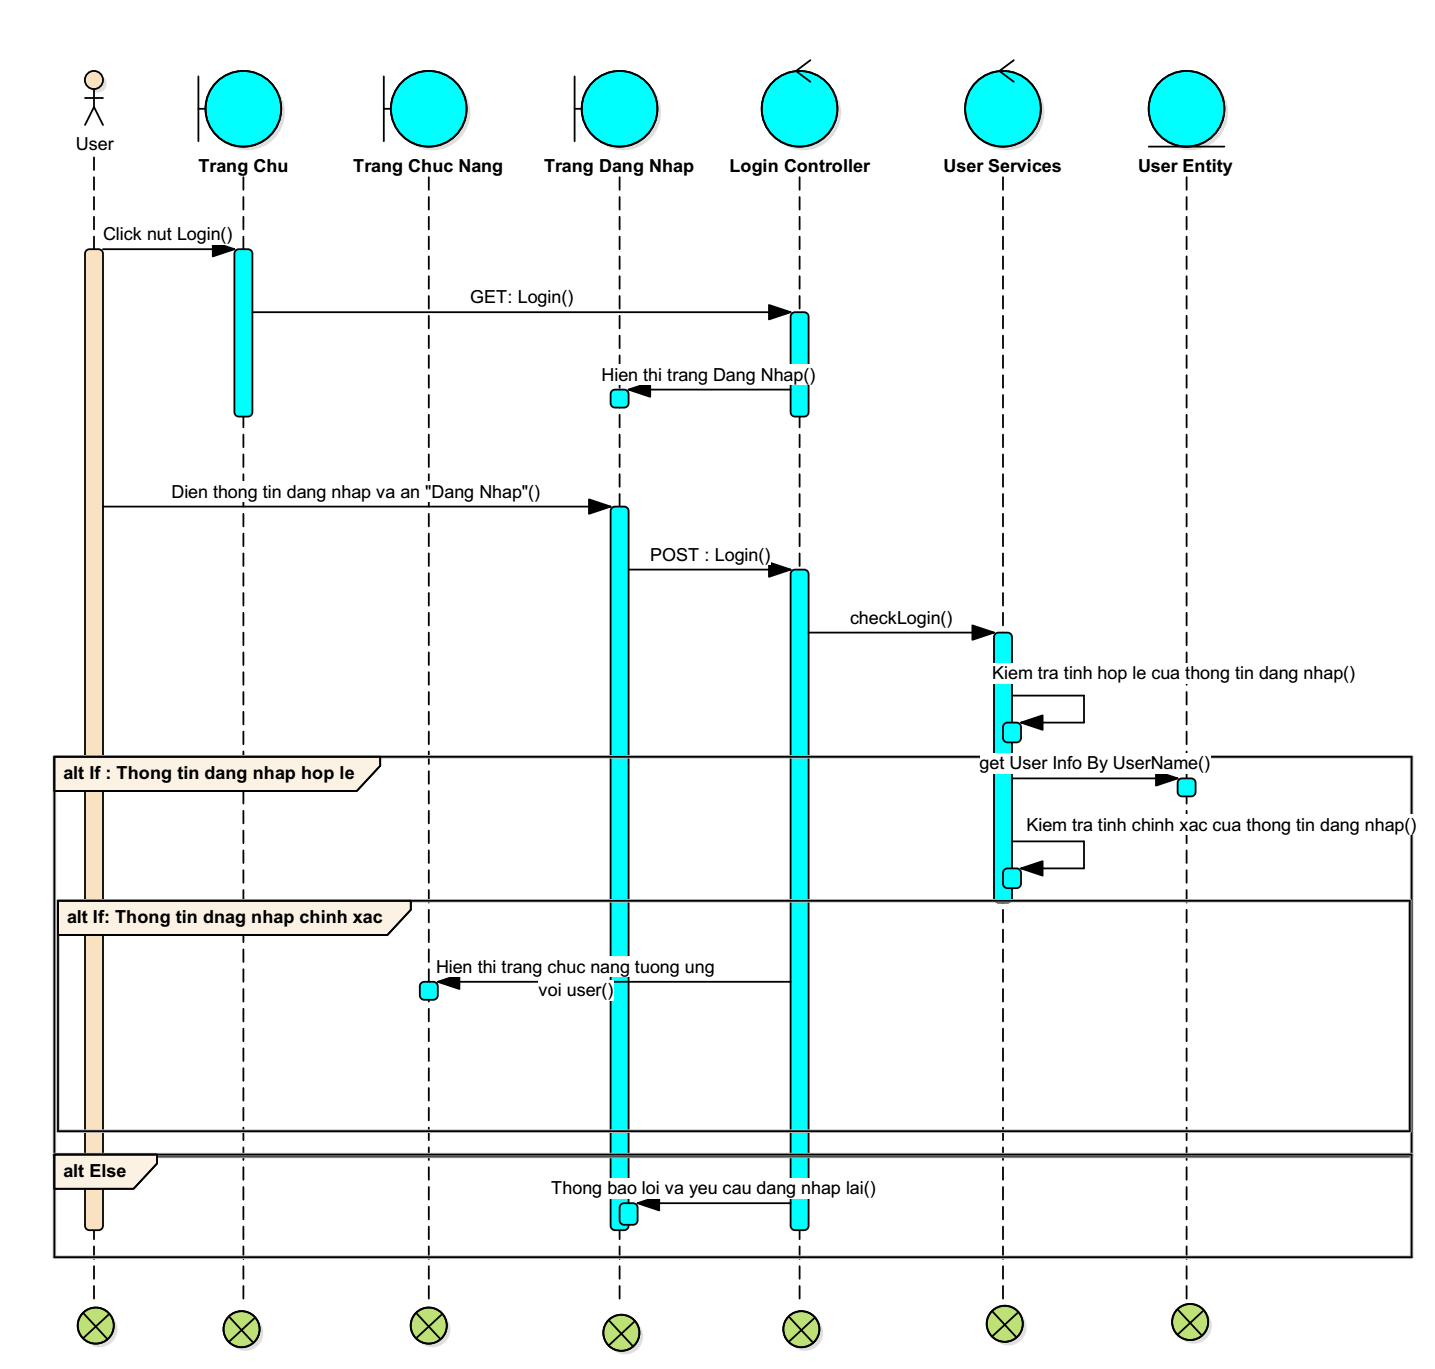 User
Trang Chu
Trang Chuc Nang
Trang Dang Nhap
Login Controller
User Services
User Entity
Click nut Login()
GET: Login()
Hien thi trang Dang Nhap()
Dien thong tin dang nhap va an "Dang Nhap"()
POST : Login()
checkLogin()
Kiem tra tinh hop le cua thong tin dang nhap()
alt If : Thong tin dang nhap hop le
get User Info By UserName()
Kiem tra tinh chinh xac cua thong tin dang nhap()
alt If: Thong tin dnag nhap chinh xac
Hien thi trang chuc nang tuong ung
voi user()
alt Else
Thong bao loi va yeu cau dang nhap lai()